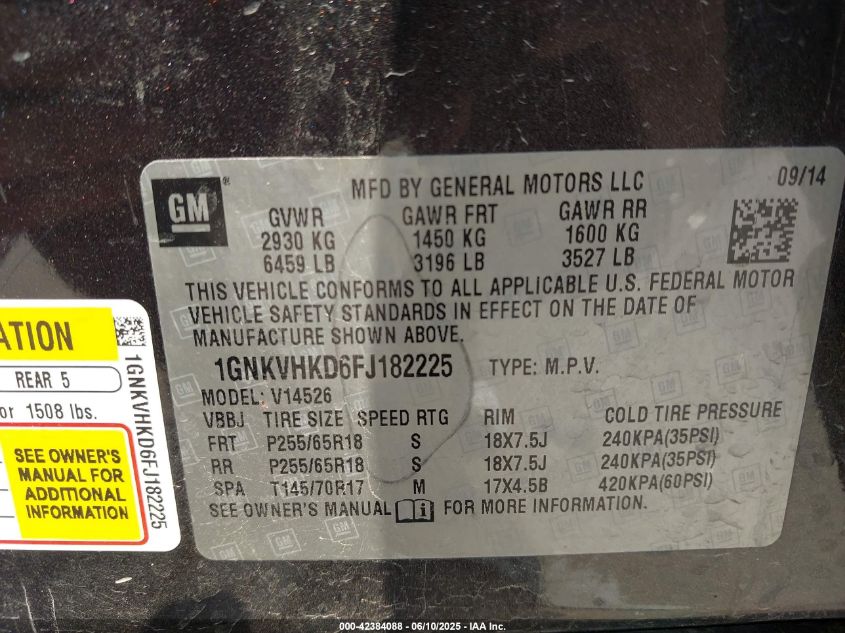 GM
®
MFD BY GENERAL MOTORS LLC
09/14
GVWR GAWR FRT GAWR RR
2930 KG 1450 KG 1600 KG
6459 LB 3196 LB 3527 LB
THIS VEHICLE CONFORMS TO ALL APPLICABLE U.S. FEDERAL MOTOR
VEHICLE SAFETY STANDARDS IN EFFECT ON THE DATE OF
MANUFACTURE SHOWN ABOVE.
1GNKVHKD6FJ182225 TYPE: M.P.V.
MODEL: V14526
VBBJ TIRE SIZE SPEED RTG RIM COLD TIRE PRESSURE
FRT P255/65R18 S 18X7.5J 240KPA(35PSI)
RR P255/65R18 S 18X7.5J 240KPA(35PSI)
SPA T145/70R17 M 17X4.5B 420KPA(60PSI)
SEE OWNER'S MANUAL i FOR MORE INFORMATION.
ATION
REAR 5
or 1508 lbs.
SEE OWNER'S
MANUAL FOR
ADDITIONAL
INFORMATION
1GNKVHKD6FJ182225
000-42384088 - 06/10/2025 - IAA Inc.